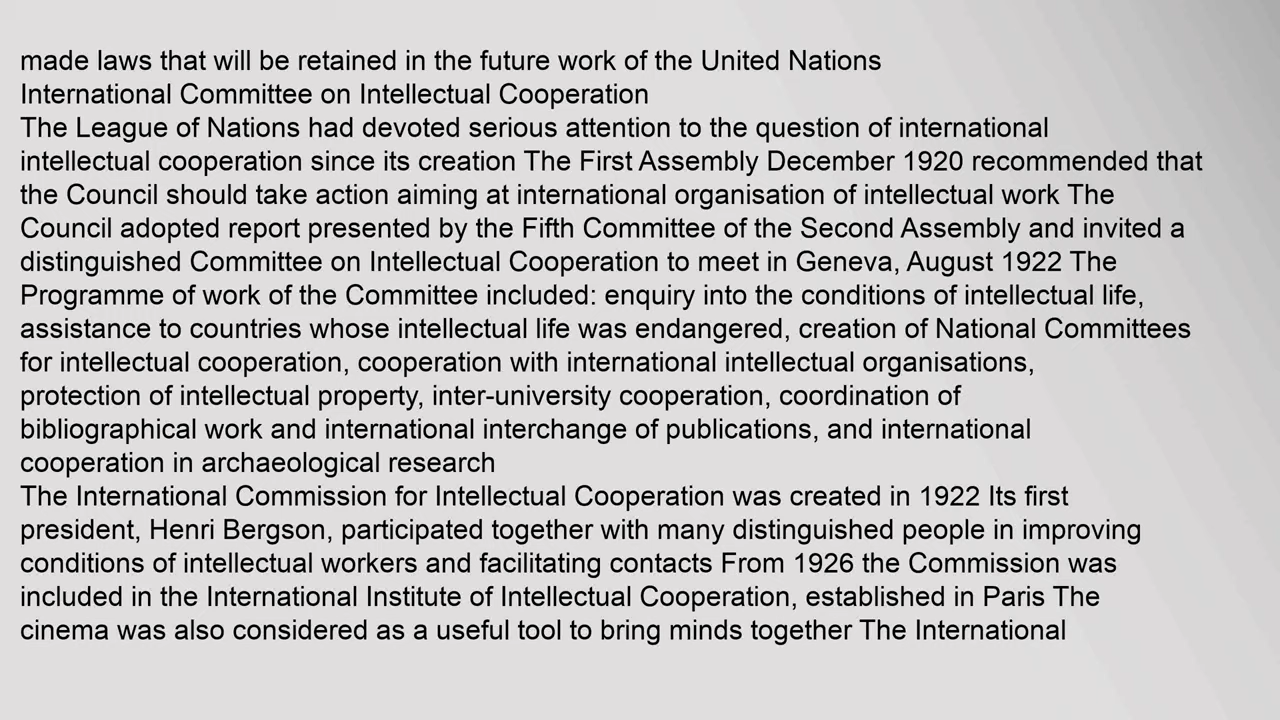 made laws that will be retained in the future work of the United Nations
International Committee on Intellectual Cooperation
The League of Nations had devoted serious attention to the question of international
intellectual cooperation since its creation The First Assembly December 1920 recommended that
the Council should take action aiming at international organisation of intellectual work The
Council adopted report presented by the Fifth Committee of the Second Assembly and invited a
distinguished Committee on Intellectual Cooperation to meet in Geneva, August 1922 The
Programme of work of the Committee included: enquiry into the conditions of intellectual life,
assistance to countries whose intellectual life was endangered, creation of National Committees
for intellectual cooperation, cooperation with international intellectual organisations,
protection of intellectual property, inter-university cooperation, coordination of
bibliographical work and international interchange of publications, and international
cooperation in archaeological research
The International Commission for Intellectual Cooperation was created in 1922 Its first
president, Henri Bergson, participated together with many distinguished people in improving
conditions of intellectual workers and facilitating contacts From 1926 the Commission was
included in the International Institute of Intellectual Cooperation, established in Paris The
cinema was also considered as a useful tool to bring minds together The International